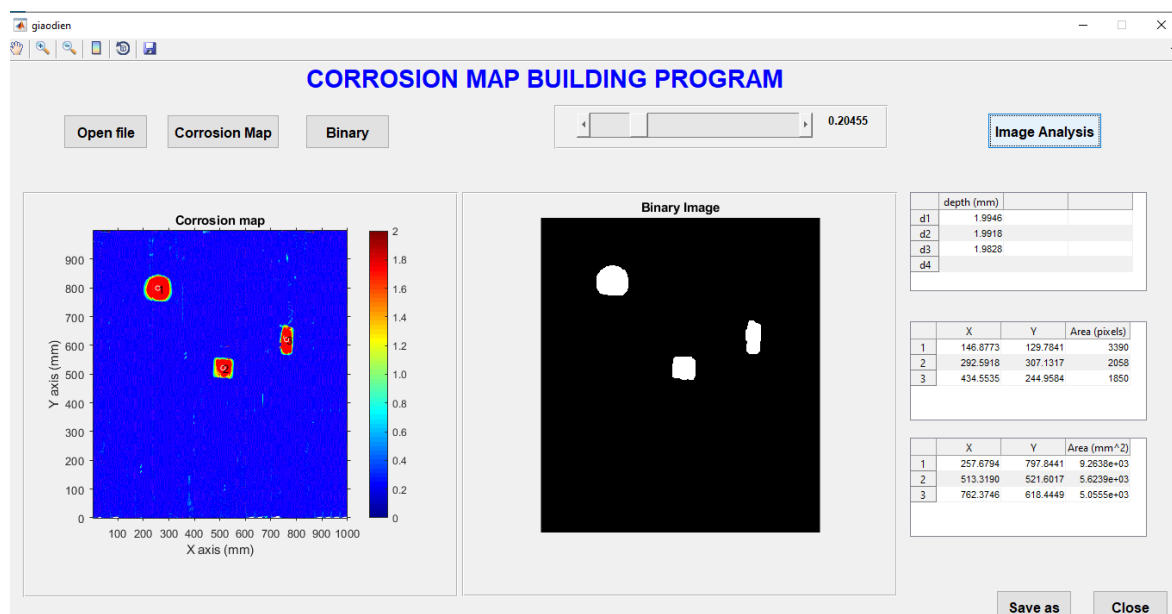 giaodien
CORROSION MAP BUILDING PROGRAM
Open file
Corrosion Map
Binary
0.20455
Image Analysis
Corrosion map
Y axis (mm)
900
800
700
600
500
400
300
200
100
0
100 200 300 400 500 600 700 800 900 1000
X axis (mm)
2
1.8
1.6
1.4
1.2
1.0
0.8
0.6
0.4
0.2
0
1
3
2
Binary Image
depth (mm)
d1 1.9946
d2 1.9918
d3 1.9828
d4
X Y Area (pixels)
1 146.8773 129.7841 3390
2 292.5918 307.1317 2058
3 434.5535 244.9584 1850
X Y Area (mm^2)
1 257.6794 797.8441 9.2638e+03
2 513.3190 521.6017 5.6239e+03
3 762.3746 618.4449 5.0555e+03
Save as
Close